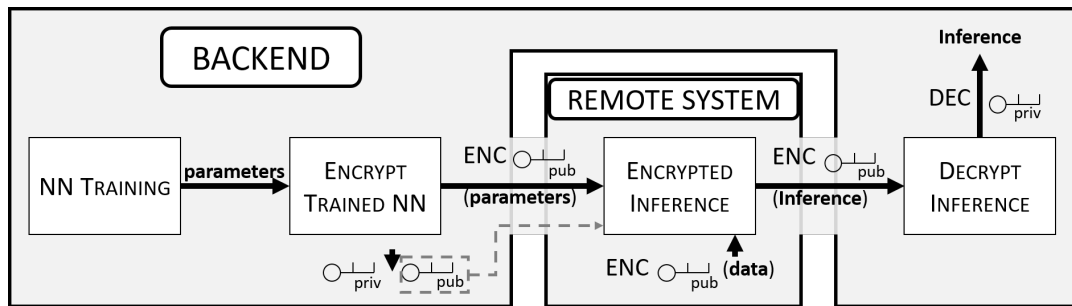 BACKEND
Inference
REMOTE SYSTEM
DEC
priv
NN TRAINING
parameters
ENCRYPT
TRAINED NN
ENC pub
(parameters)
ENCRYPTED
INFERENCE
ENC pub
(Inference)
DECRYPT
INFERENCE
priv pub
ENC pub (data)